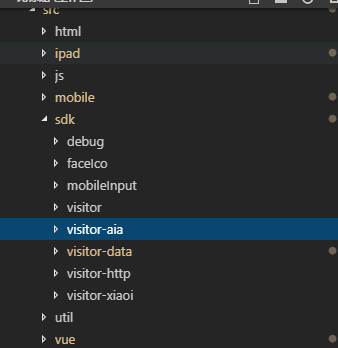 src
html
ipad
js
mobile
sdk
debug
faceIco
mobileInput
visitor
visitor-aia
visitor-data
visitor-http
visitor-xiaoi
util
vue